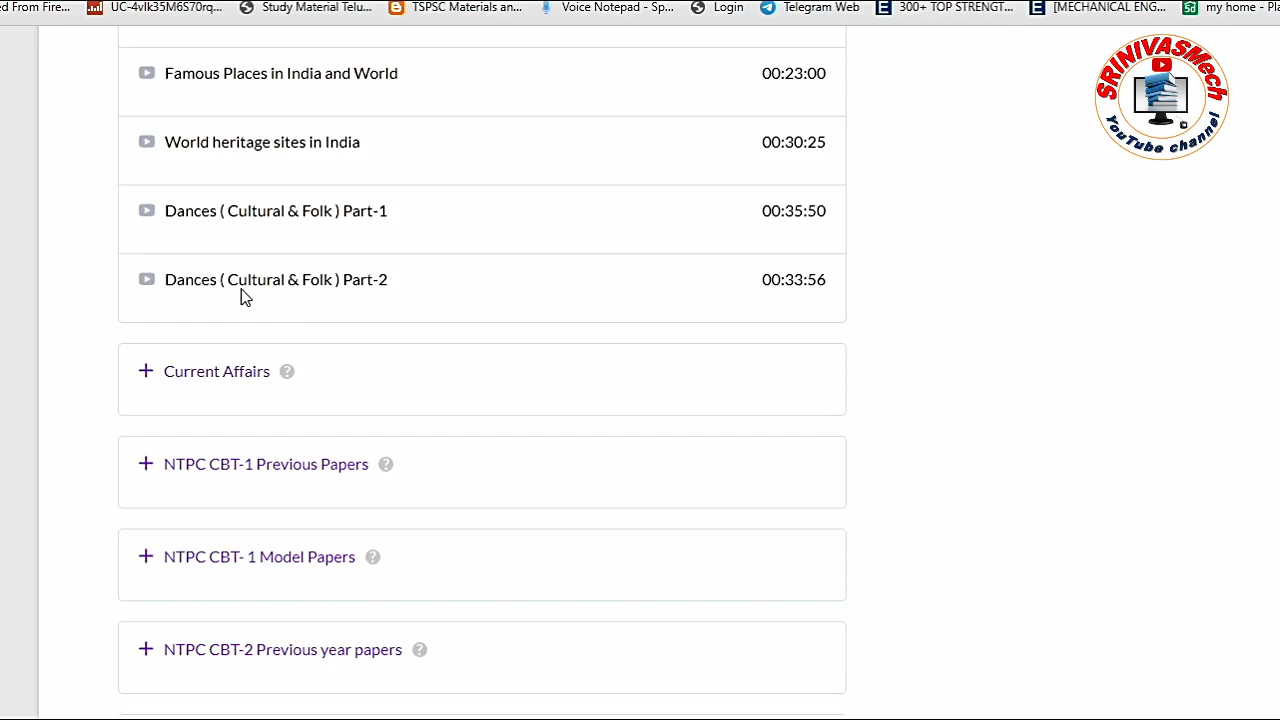 ed From Fire...
UC-4vlk35M6S70rq...
Study Material Telu...
TSPSC Materials an...
Voice Notepad - Sp...
Login
Telegram Web
300+ TOP STRENGT...
[MECHANICAL ENG...
my home - Pl
SRINIVASMech
YouTube channel
Famous Places in India and World 00:23:00
World heritage sites in India 00:30:25
Dances ( Cultural & Folk ) Part-1 00:35:50
Dances ( Cultural & Folk ) Part-2 00:33:56
+ Current Affairs ?
+ NTPC CBT-1 Previous Papers ?
+ NTPC CBT- 1 Model Papers ?
+ NTPC CBT-2 Previous year papers ?